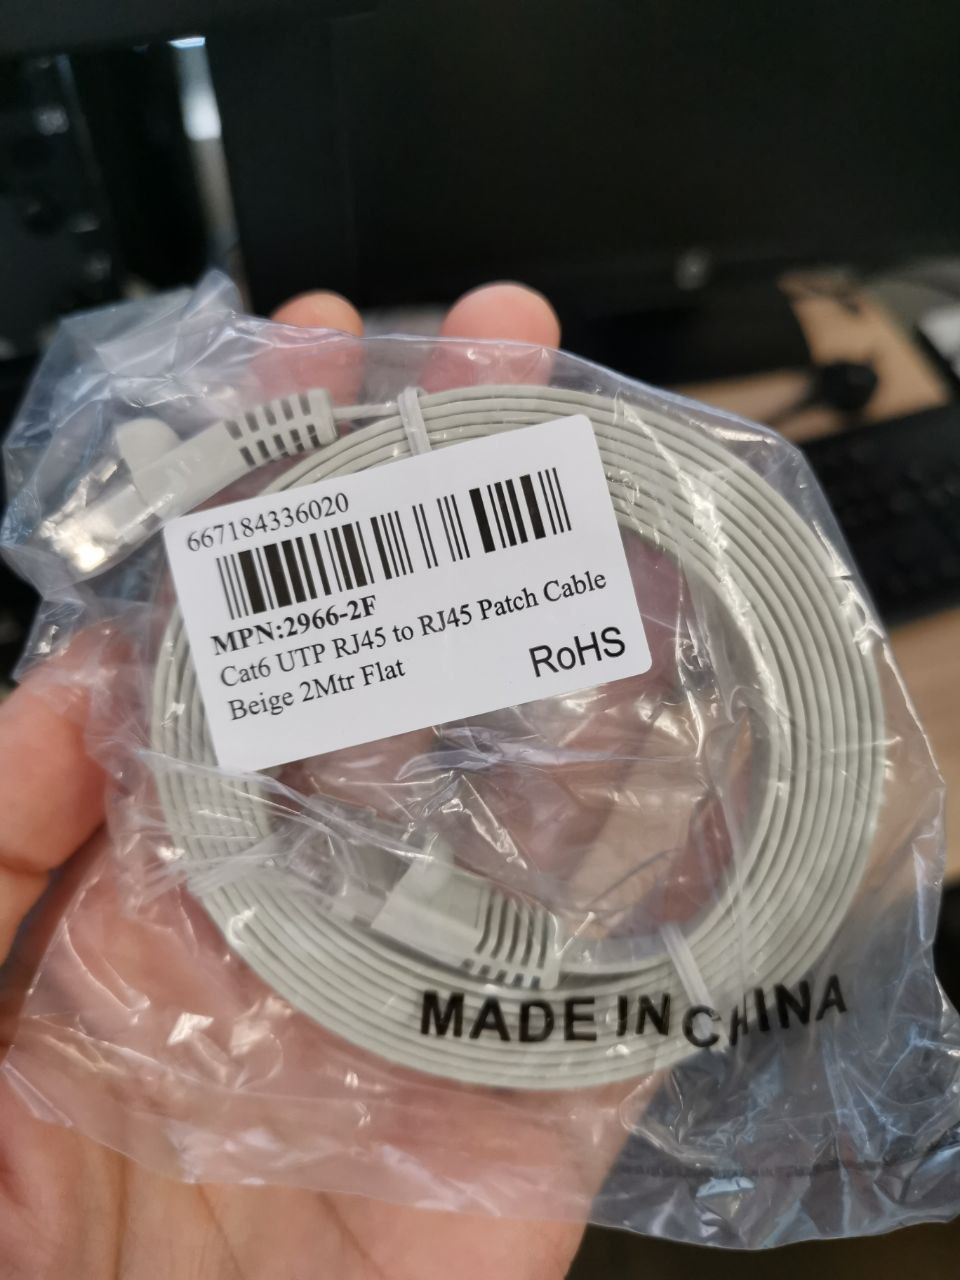 667184336020
MPN:2966-2F
Cat6 UTP RJ45 to RJ45 Patch Cable
Beige 2Mtr Flat
RoHS
MADE IN CHINA